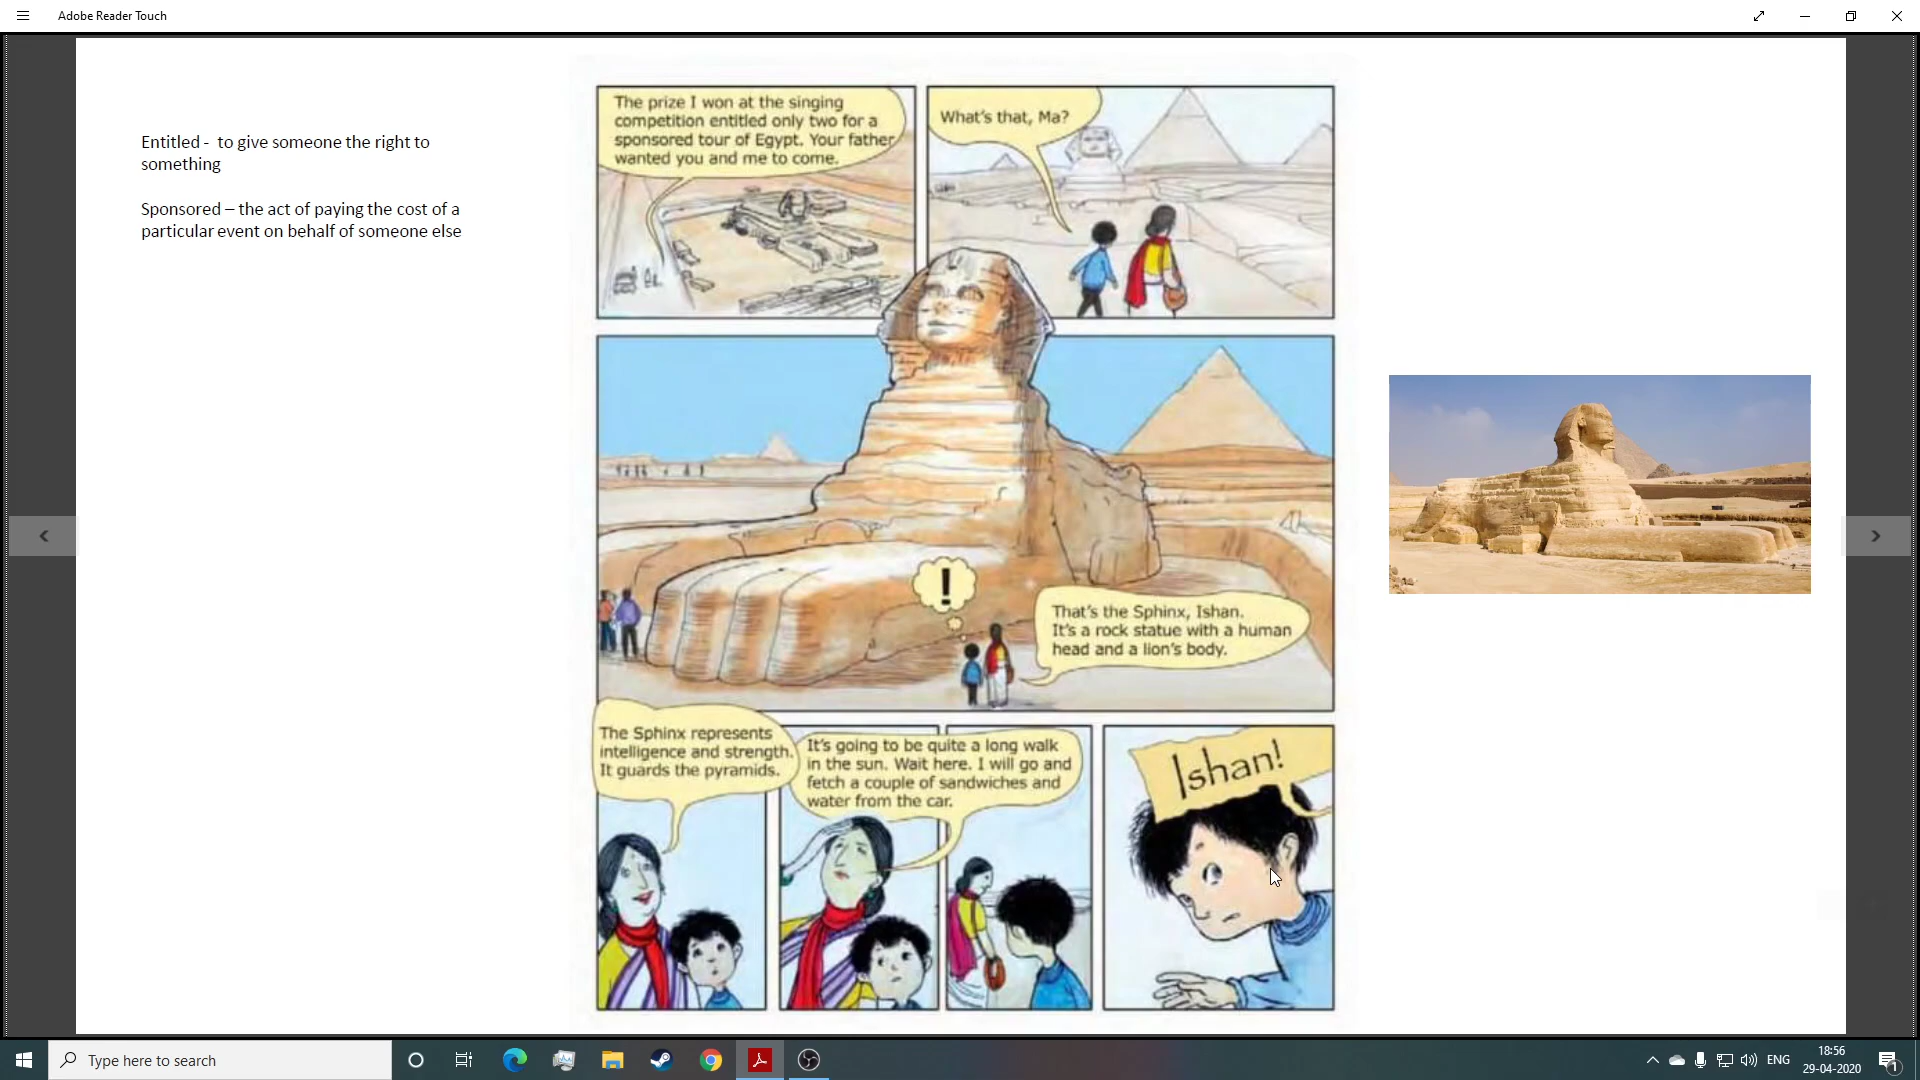 Adobe Reader Touch
Entitled - to give someone the right to
something
Sponsored – the act of paying the cost of a
particular event on behalf of someone else
The prize I won at the singing
competition entitled only two for a
sponsored tour of Egypt. Your father
wanted you and me to come.
What's that, Ma?
!
That's the Sphinx, Ishan.
It's a rock statue with a human
head and a lion's body.
The Sphinx represents
intelligence and strength.
It guards the pyramids.
It's going to be quite a long walk
in the sun. Wait here. I will go and
fetch a couple of sandwiches and
water from the car.
Ishan!
Type here to search
ENG
18:56
29-04-2020
1